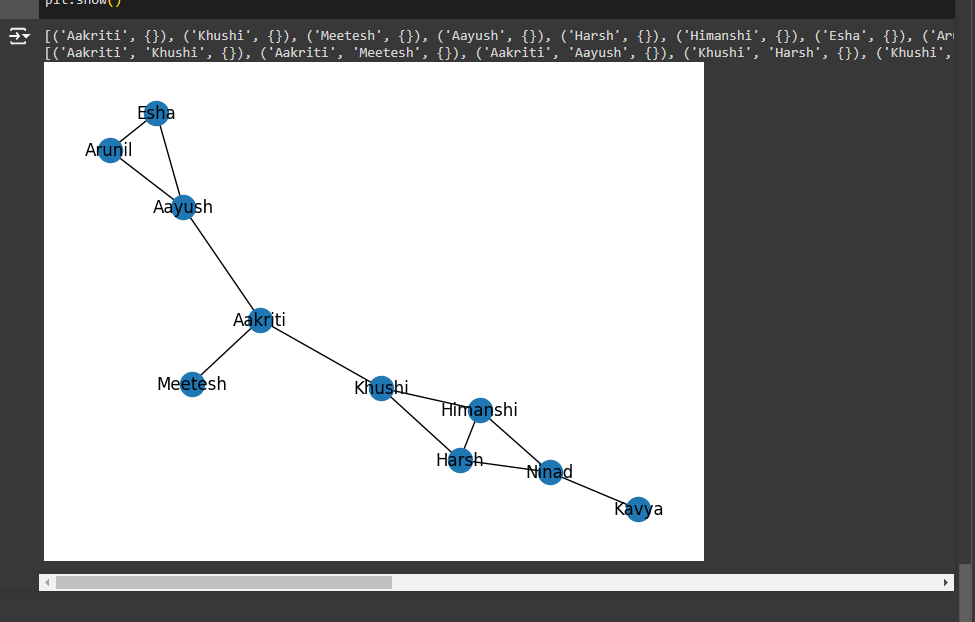 plt.show()
[('Aakriti', {}), ('Khushi', {}), ('Meetesh', {}), ('Aayush', {}), ('Harsh', {}), ('Himanshi', {}), ('Esha', {}), ('Aru
[('Aakriti', 'Khushi', {}), ('Aakriti', 'Meetesh', {}), ('Aakriti', 'Aayush', {}), ('Khushi', 'Harsh', {}), ('Khushi',
Esha
Arunil
Aayush
Aakriti
Meetesh
Khushi
Himanshi
Harsh
Ninad
Kavya